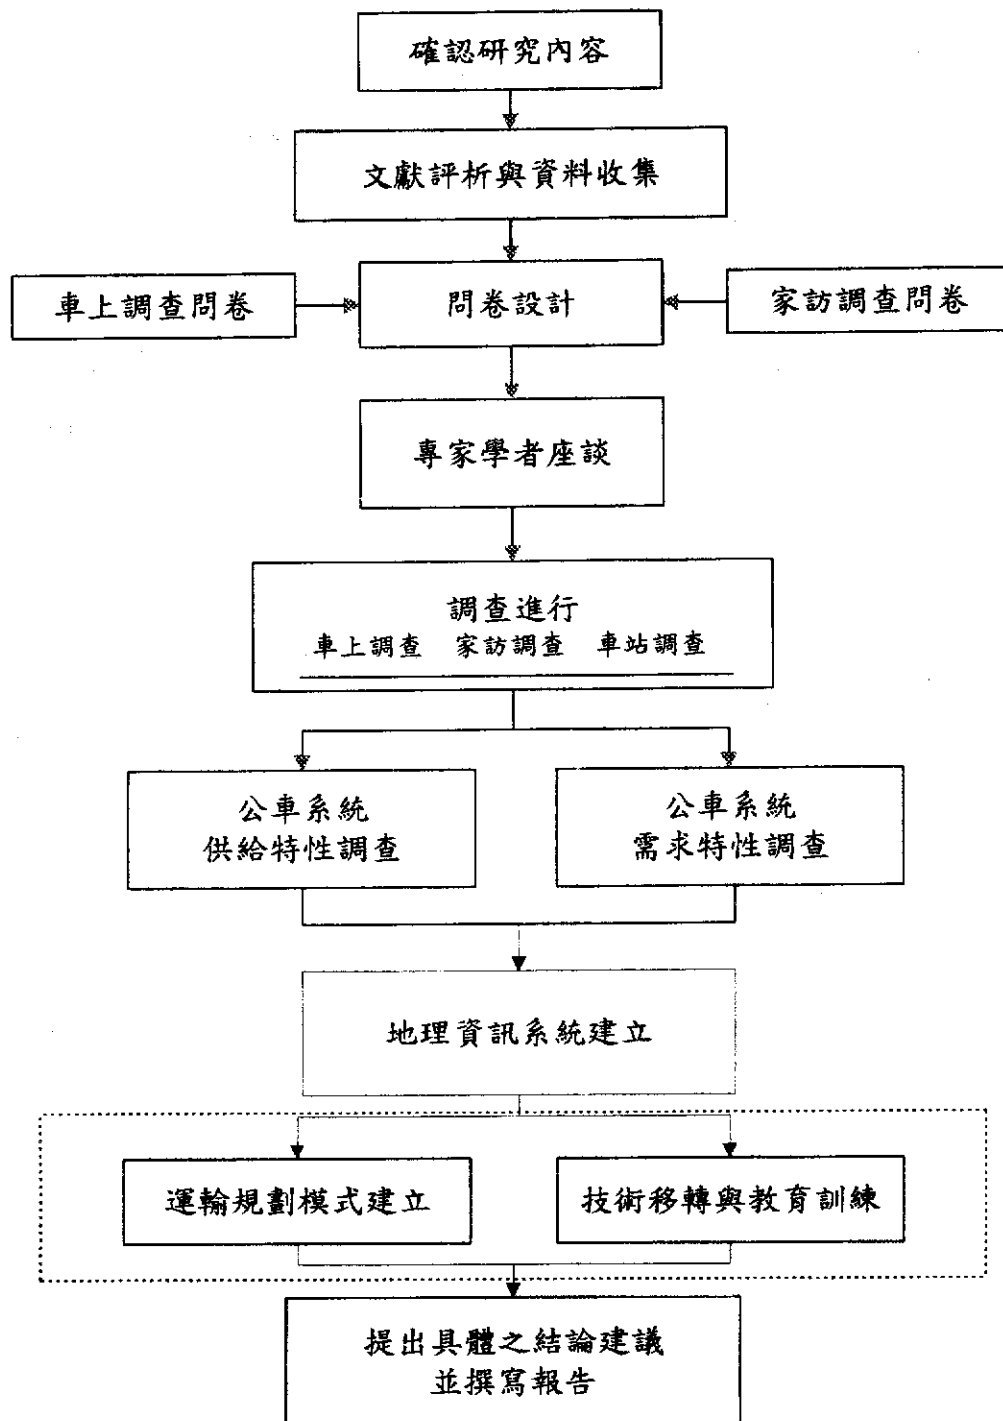 確認研究內容
文獻評析與資料收集
車上調查問卷
問卷設計
家訪調查問卷
專家學者座談
調查進行
車上調查 家訪調查 車站調查
公車系統
供給特性調查
公車系統
需求特性調查
地理資訊系統建立
運輸規劃模式建立
技術移轉與教育訓練
提出具體之結論建議
並撰寫報告